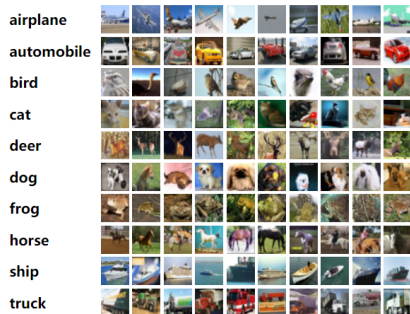 airplane
automobile
bird
cat
deer
dog
frog
horse
ship
truck